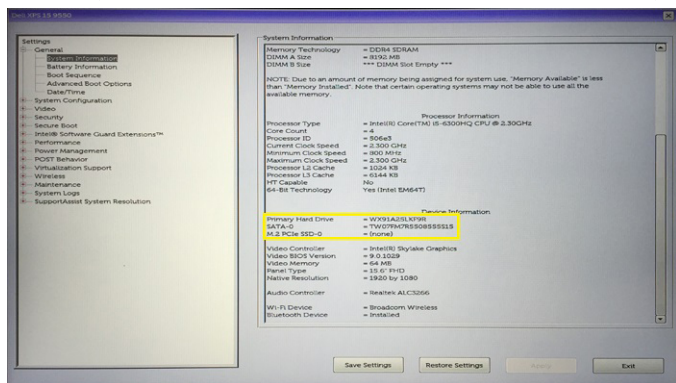 Dell XPS 15 9550
Settings
General
System Information
Battery Information
Boot Sequence
Advanced Boot Options
Date/Time
System Configuration
Video
Security
Secure Boot
Intel® Software Guard Extensions™
Performance
Power Management
POST Behavior
Virtualization Support
Wireless
Maintenance
System Logs
SupportAssist System Resolution
System Information
Memory Technology = DDR4 SDRAM
DIMM A Size = 8192 MB
DIMM B Size *** DIMM Slot Empty ***
NOTE: Due to an amount of memory being assigned for system use, "Memory Available" is less
than "Memory Installed". Note that certain operating systems may not be able to use all the
available memory.
Processor Information
Processor Type = Intel(R) Core(TM) i5-6300HQ CPU @ 2.30GHz
Core Count = 4
Processor ID = 506e3
Current Clock Speed = 2.300 GHz
Minimum Clock Speed = 800 MHz
Maximum Clock Speed = 2.300 GHz
Processor L2 Cache = 1024 KB
Processor L3 Cache = 6144 KB
HT Capable No
64-Bit Technology Yes (Intel EM64T)
Device Information
Primary Hard Drive =
SATA-0 =
M.2 PCIe SSD-0 = (none)
Video Controller = Intel(R) Skylake Graphics
Video BIOS Version = 9.0.1029
Video Memory = 64 MB
Panel Type = 15.6" FHD
Native Resolution = 1920 by 1080
Audio Controller = Realtek ALC3266
Wi-Fi Device = Broadcom Wireless
Bluetooth Device = Installed
Save Settings
Restore Settings
Apply
Exit